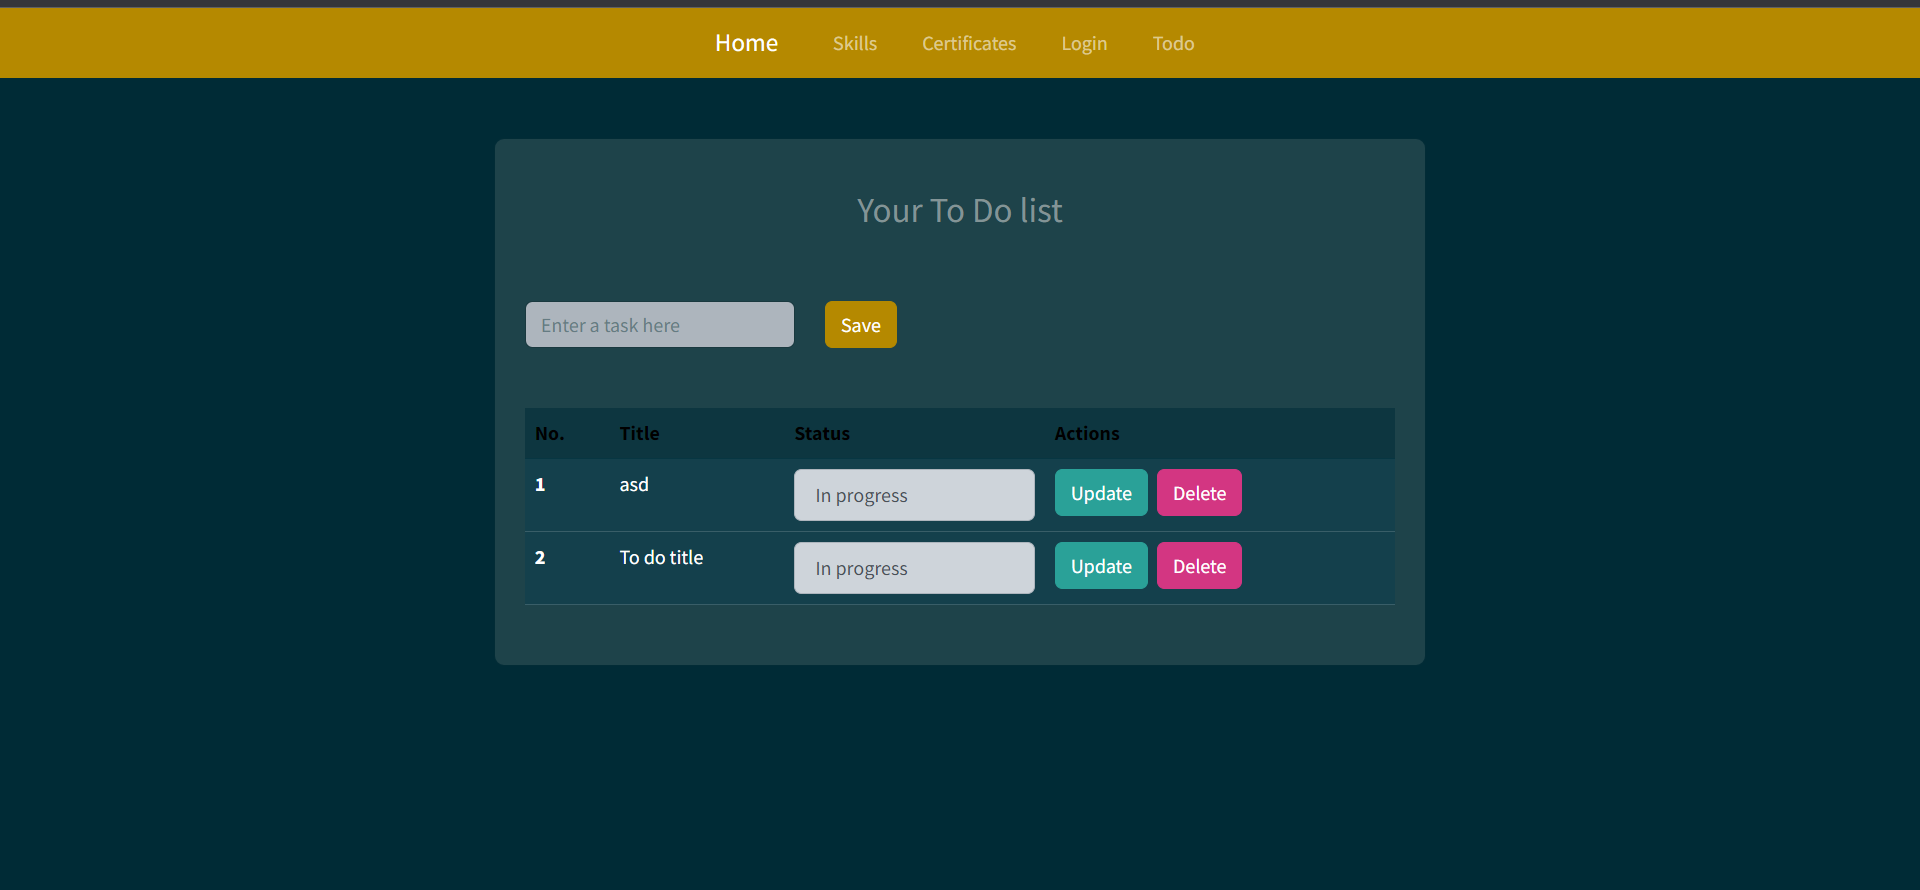 Home Skills Certificates Login Todo
Your To Do list
Enter a task here Save
No. Title Status Actions
1 asd In progress Update Delete
2 To do title In progress Update Delete